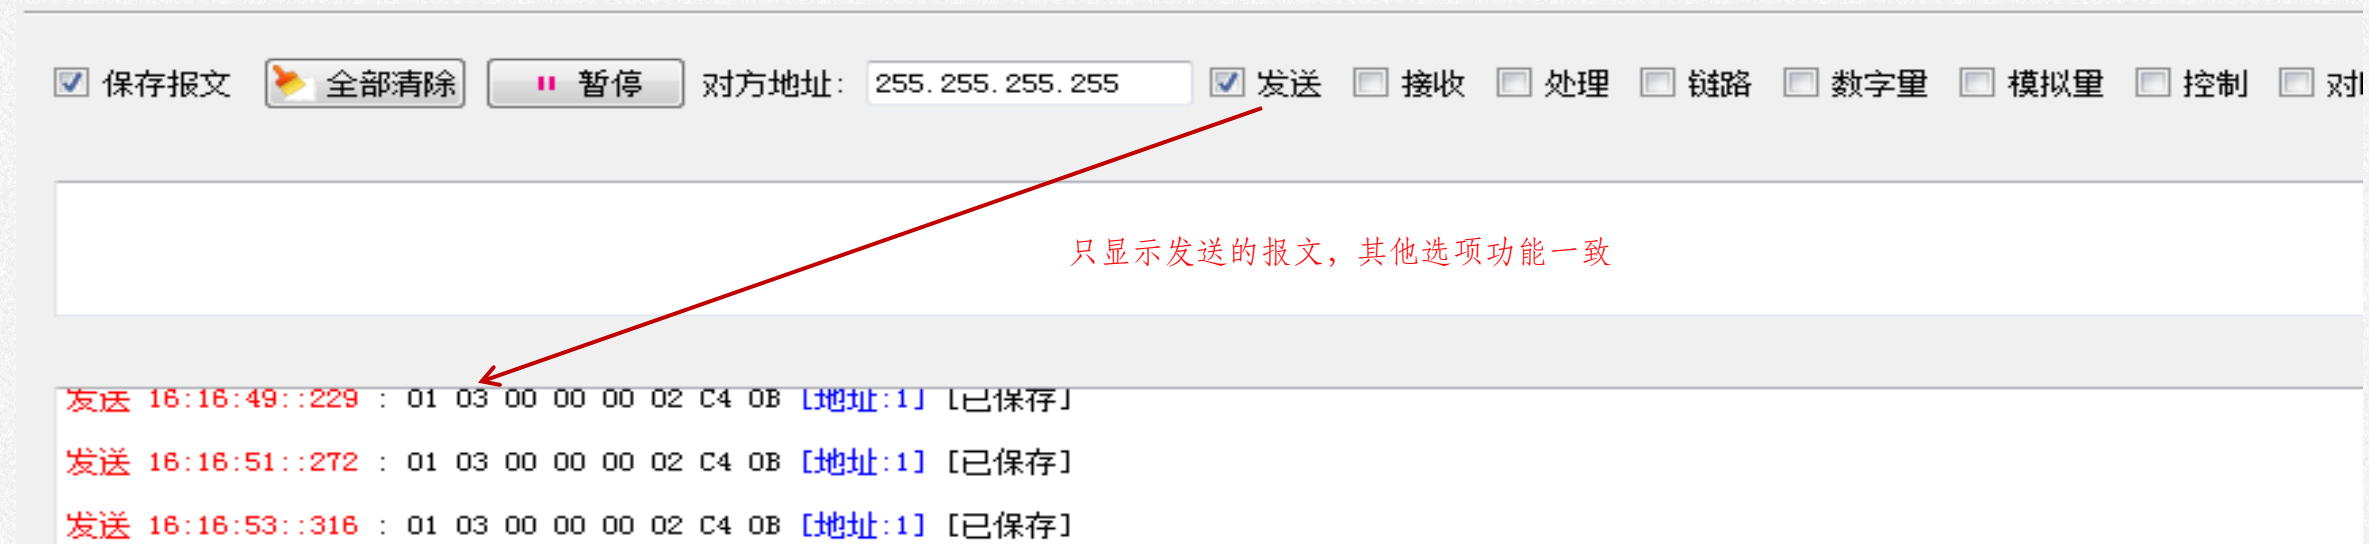 保存报文 全部清除 暂停 对方地址: 255.255.255.255 发送 接收 处理 链路 数字量 模拟量 控制 对
只显示发送的报文，其他选项功能一致
发送 16:16:49::229 : 01 03 00 00 00 02 C4 0B [地址:1] [已保存]
发送 16:16:51::272 : 01 03 00 00 00 02 C4 0B [地址:1] [已保存]
发送 16:16:53::316 : 01 03 00 00 00 02 C4 0B [地址:1] [已保存]